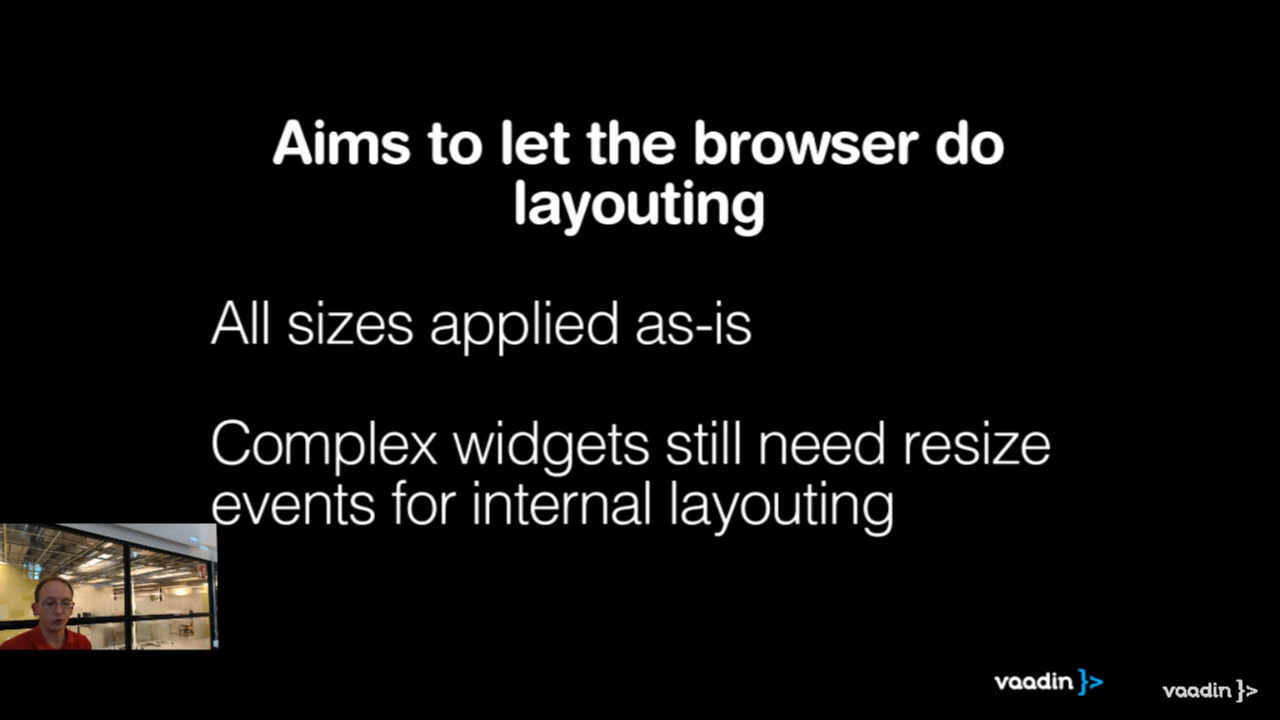 Aims to let the browser do
layouting
All sizes applied as-is
Complex widgets still need resize
events for internal layouting
vaadin }>
vaadin }>